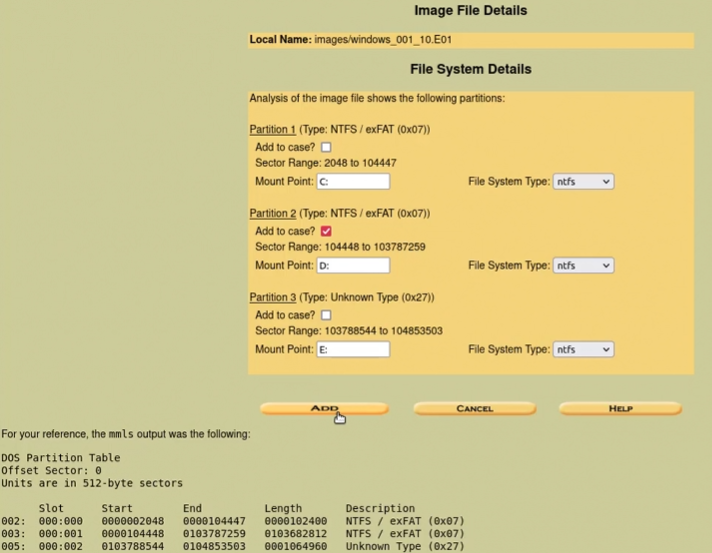 Image File Details
Local Name: images/windows_001_10.E01
File System Details
Analysis of the image file shows the following partitions:
Partition 1 (Type: NTFS / exFAT (0x07))
Add to case?
Sector Range: 2048 to 104447
Mount Point: C: File System Type: ntfs
Partition 2 (Type: NTFS / exFAT (0x07))
Add to case?
Sector Range: 104448 to 103787259
Mount Point: D: File System Type: ntfs
Partition 3 (Type: Unknown Type (0x27))
Add to case?
Sector Range: 103788544 to 104853503
Mount Point: E: File System Type: ntfs
ADD CANCEL HELP
For your reference, the mmls output was the following:
DOS Partition Table
Offset Sector: 0
Units are in 512-byte sectors
Slot Start End Length Description
002: 000:000 0000002048 0000104447 0000102400 NTFS / exFAT (0x07)
003: 000:001 0000104448 0103787259 0103682812 NTFS / exFAT (0x07)
005: 000:002 0103788544 0104853503 0001064960 Unknown Type (0x27)